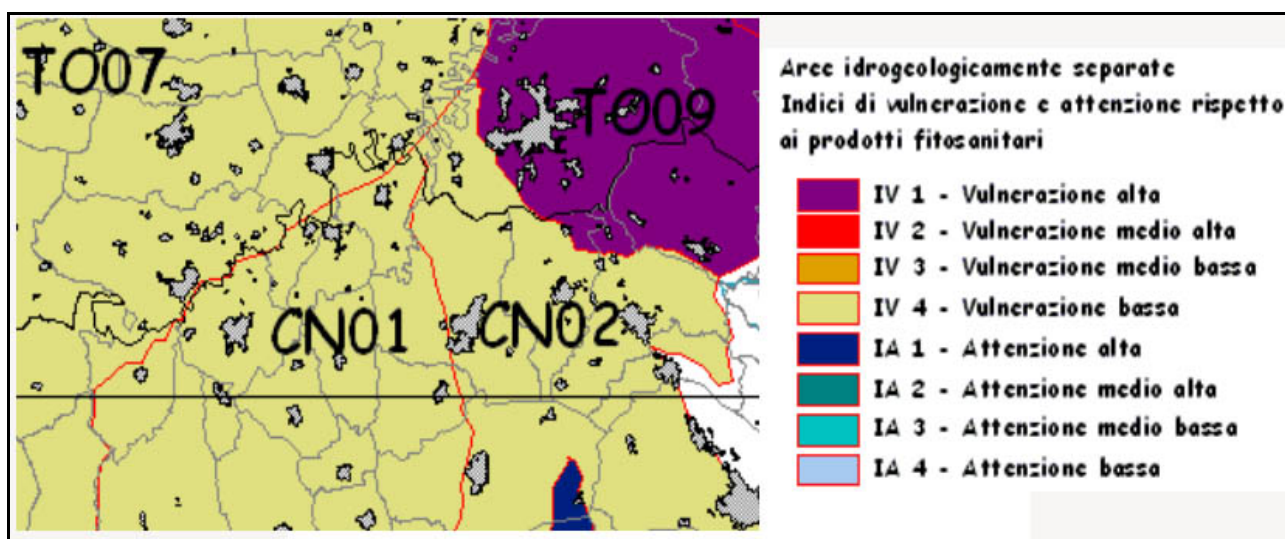 TO07
TO09
CN01
CN02
Aree idrogeologicamente separate
Indici di vulnerazione e attenzione rispetto
ai prodotti fitosanitari
IV 1 - Vulnerazione alta
IV 2 - Vulnerazione medio alta
IV 3 - Vulnerazione medio bassa
IV 4 - Vulnerazione bassa
IA 1 - Attenzione alta
IA 2 - Attenzione medio alta
IA 3 - Attenzione medio bassa
IA 4 - Attenzione bassa